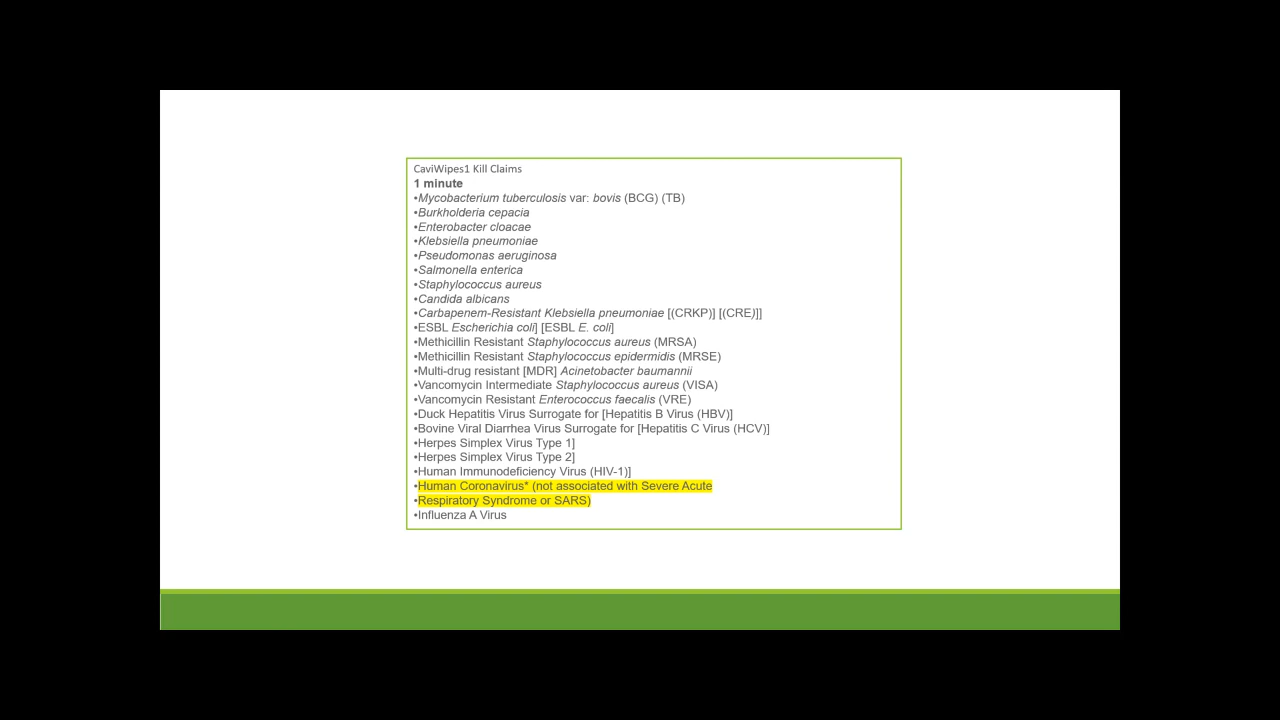 CaviWipes1 Kill Claims
1 minute
•Mycobacterium tuberculosis var: bovis (BCG) (TB)
•Burkholderia cepacia
•Enterobacter cloacae
•Klebsiella pneumoniae
•Pseudomonas aeruginosa
•Salmonella enterica
•Staphylococcus aureus
•Candida albicans
•Carbapenem-Resistant Klebsiella pneumoniae [(CRKP)] [(CRE)]]
•ESBL Escherichia coli] [ESBL E. coli]
•Methicillin Resistant Staphylococcus aureus (MRSA)
•Methicillin Resistant Staphylococcus epidermidis (MRSE)
•Multi-drug resistant [MDR] Acinetobacter baumannii
•Vancomycin Intermediate Staphylococcus aureus (VISA)
•Vancomycin Resistant Enterococcus faecalis (VRE)
•Duck Hepatitis Virus Surrogate for [Hepatitis B Virus (HBV)]
•Bovine Viral Diarrhea Virus Surrogate for [Hepatitis C Virus (HCV)]
•Herpes Simplex Virus Type 1]
•Herpes Simplex Virus Type 2]
•Human Immunodeficiency Virus (HIV-1)]
•Human Coronavirus* (not associated with Severe Acute
•Respiratory Syndrome or SARS)
•Influenza A Virus